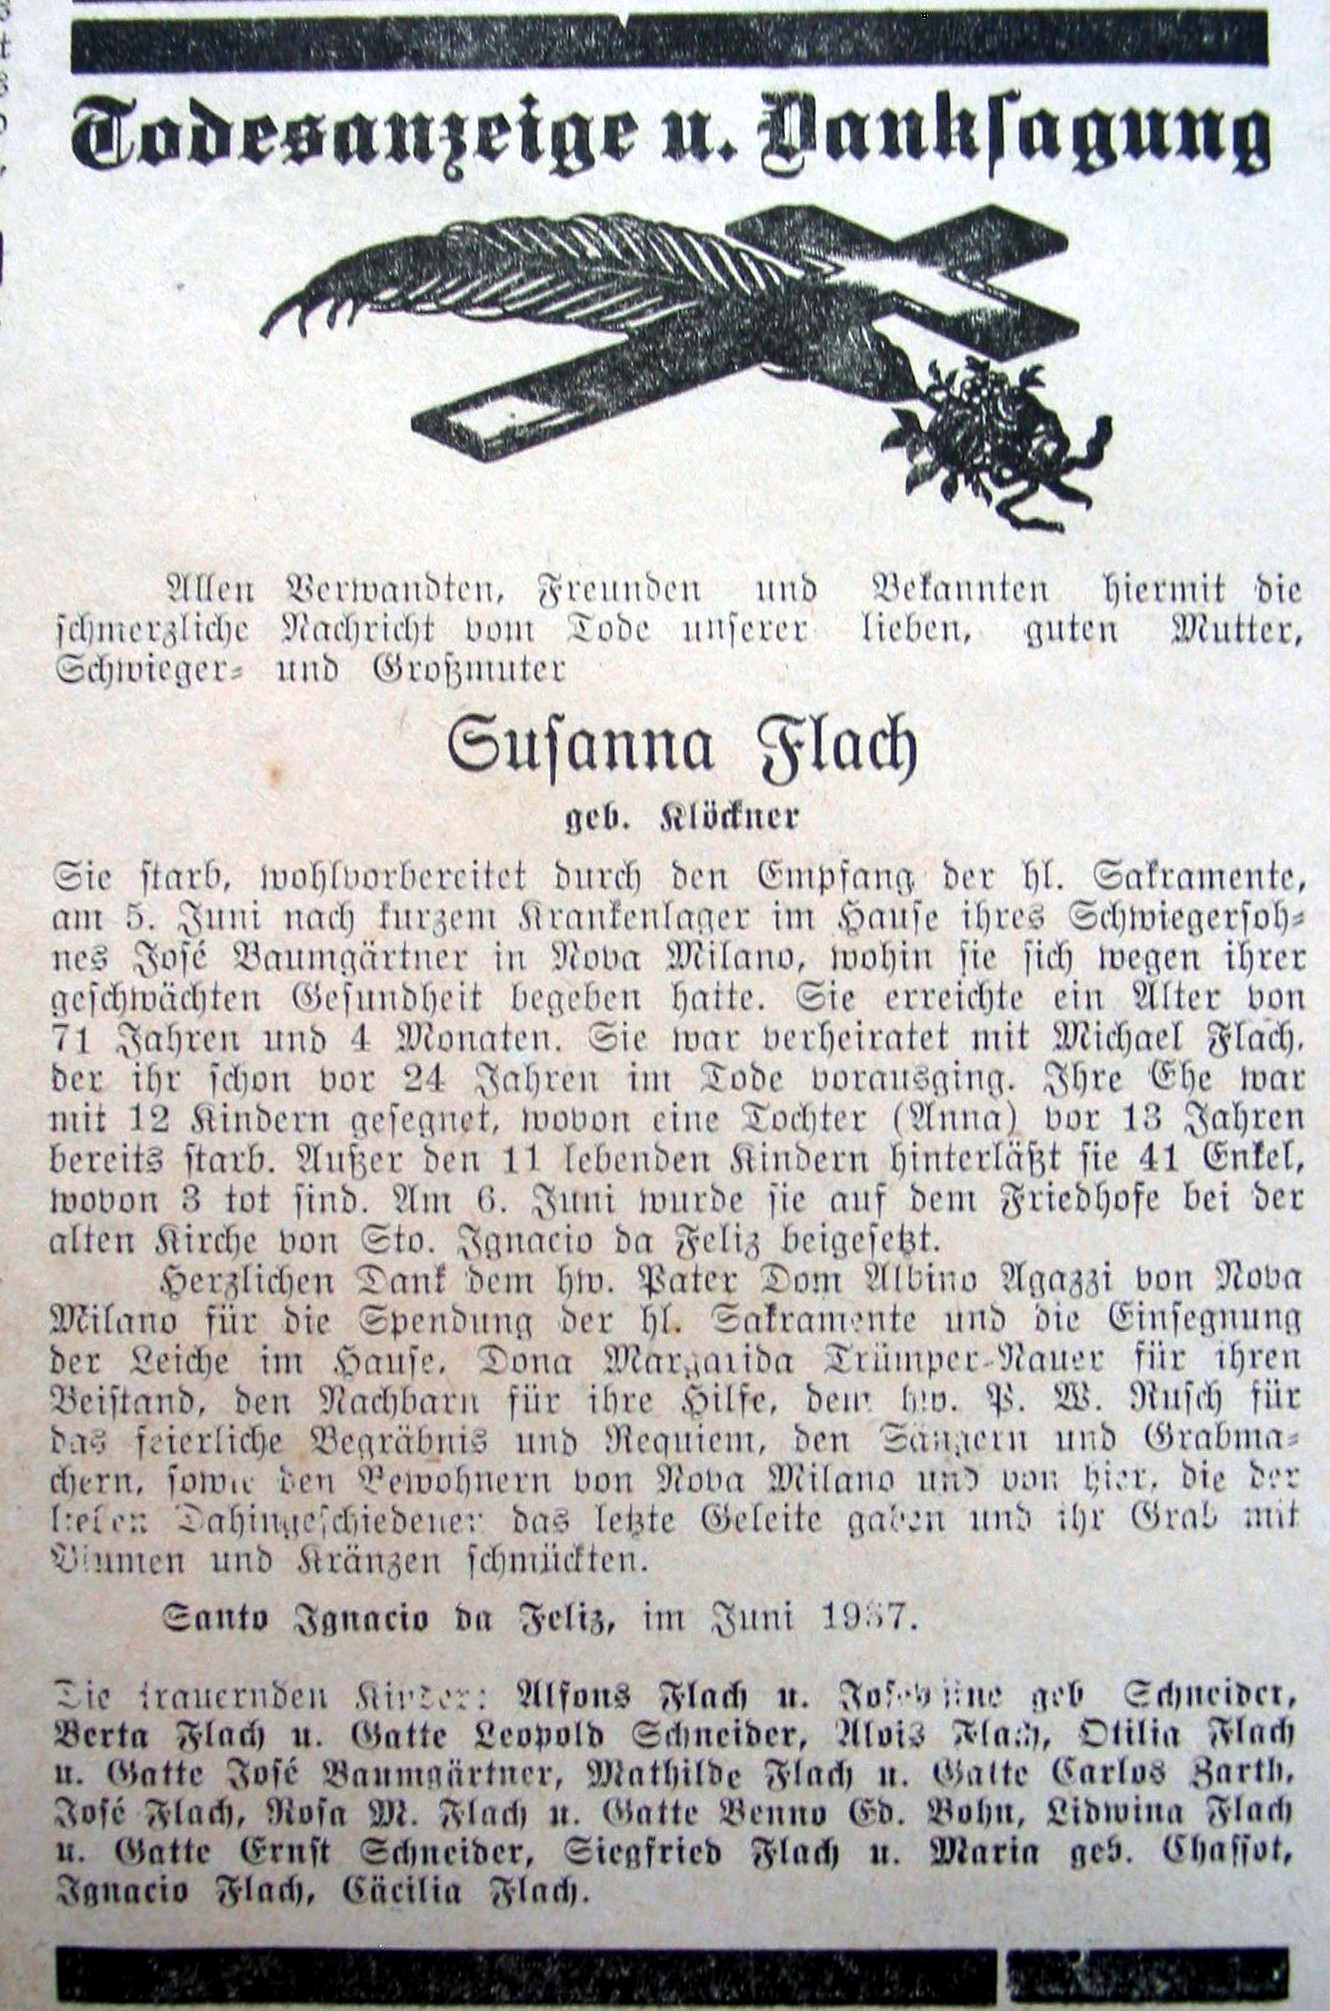 Todesanzeige u. Danksagung
Allen Verwandten, Freunden und Bekannten hiermit die
schmerzliche Nachricht vom Tode unserer lieben, guten Mutter,
Schwieger- und Großmuter
Susanna Flach
geb. Klöckner
Sie starb, wohlvorbereitet durch den Empfang der hl. Sakramente,
am 5. Juni nach kurzem Krankenlager im Hause ihres Schwiegersoh-
nes José Baumgärtner in Nova Milano, wohin sie sich wegen ihrer
geschwächten Gesundheit begeben hatte. Sie erreichte ein Alter von
71 Jahren und 4 Monaten. Sie war verheiratet mit Michael Flach,
der ihr schon vor 24 Jahren im Tode vorausging. Ihre Ehe war
mit 12 Kindern gesegnet, wovon eine Tochter (Anna) vor 13 Jahren
bereits starb. Außer den 11 lebenden Kindern hinterläßt sie 41 Enkel,
wovon 3 tot sind. Am 6. Juni wurde sie auf dem Friedhofe bei der
alten Kirche von Sto. Ignacio da Feliz beigesetzt.
Herzlichen Dank dem hw. Pater Dom Albino Agazzi von Nova
Milano für die Spendung der hl. Sakramente und die Einsegnung
der Leiche im Hause, Dona Margarida Trümper-Nauer für ihren
Beistand, den Nachbarn für ihre Hilfe, dem hw. P. W. Rusch für
das feierliche Begräbnis und Requiem, den Sängern und Grabma-
chern, sowie den Bewohnern von Nova Milano und von hier, die der
lieben Dahingeschiedenen das letzte Geleite gaben und ihr Grab mit
Blumen und Kränzen schmückten.
Santo Ignacio da Feliz, im Juni 1937.
Die trauernden Kinder: Alfons Flach u. Josephine geb Schneider,
Berta Flach u. Gatte Leopold Schneider, Alois Flach, Otilia Flach
u. Gatte José Baumgärtner, Mathilde Flach u. Gatte Carlos Barth,
José Flach, Rosa M. Flach u. Gatte Benno Ed. Bohn, Lidwina Flach
u. Gatte Ernst Schneider, Siegfried Flach u. Maria geb. Chassot,
Ignacio Flach, Cäcilia Flach.